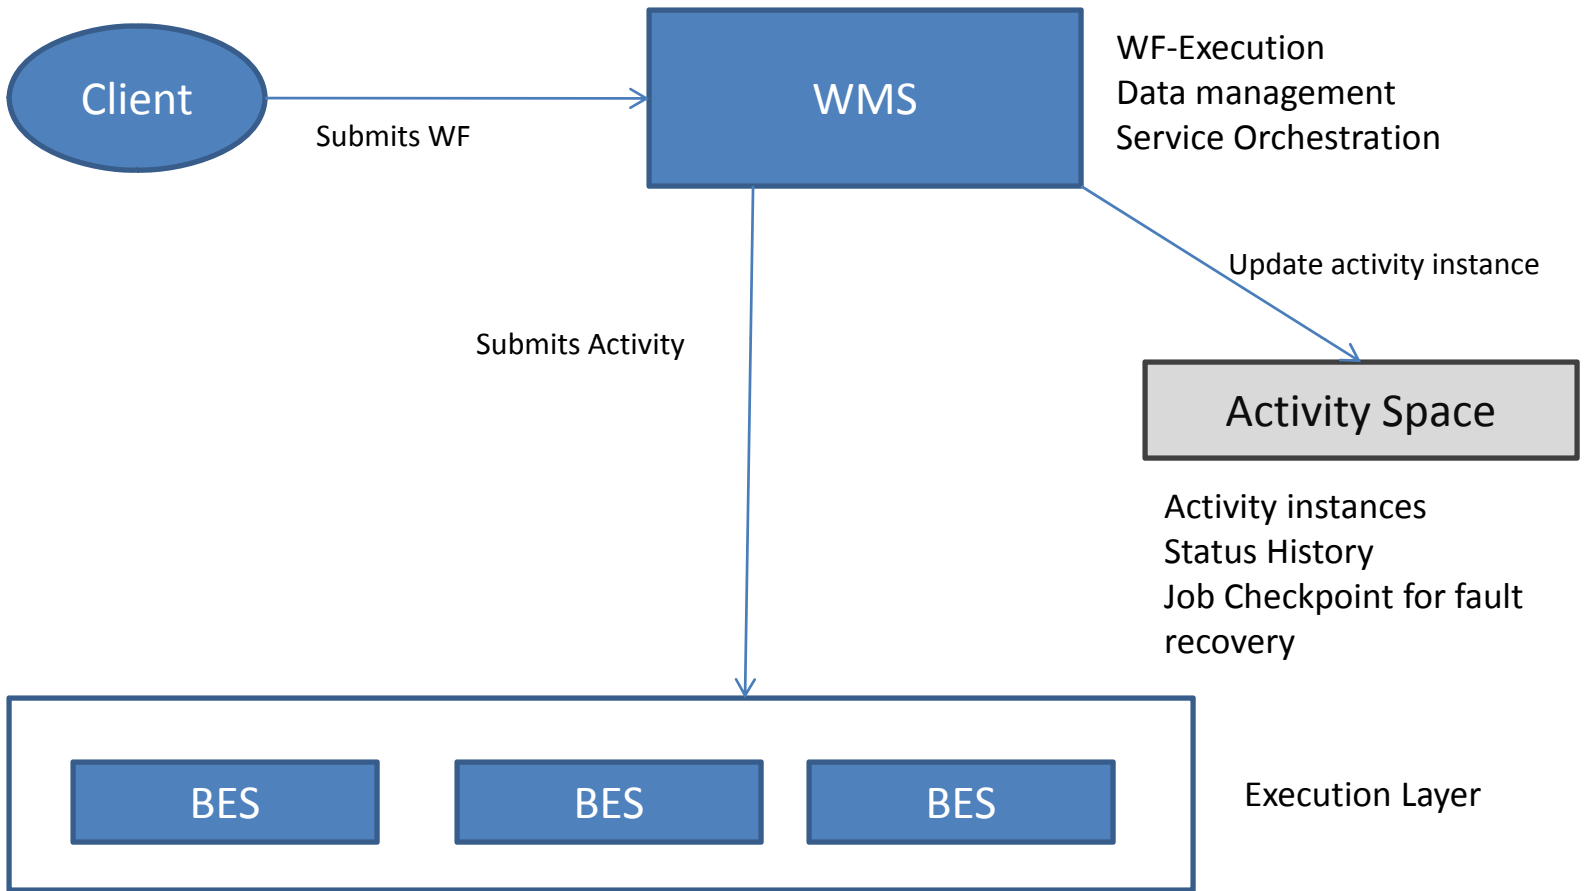 Client
Submits WF
WMS
WF-Execution
Data management
Service Orchestration
Update activity instance
Submits Activity
Activity Space
Activity instances
Status History
Job Checkpoint for fault
recovery
BES
BES
BES
Execution Layer